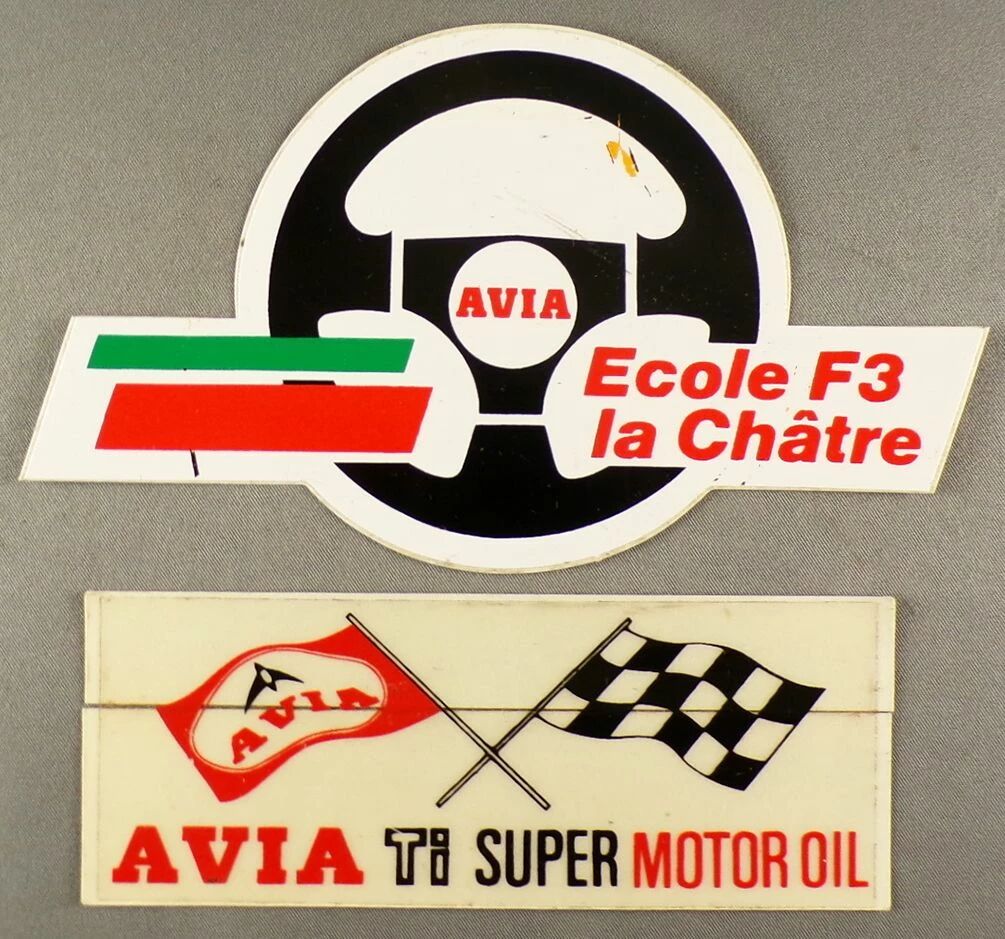 AVIA
Ecole F3
la Châtre
AVIA
AVIA Ti SUPER MOTOR OIL